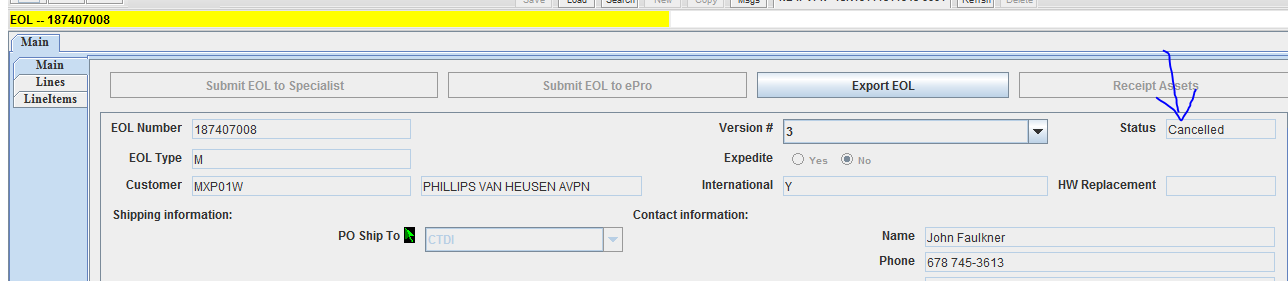 Save Load Search New Copy Msgs Refrsh Delete
EOL -- 187407008
Main
Main
Lines
LineItems
Submit EOL to Specialist Submit EOL to ePro Export EOL Receipt Assets
EOL Number 187407008 Version # 3 Status Cancelled
EOL Type M Expedite Yes No
Customer MXP01W PHILLIPS VAN HEUSEN AVPN International Y HW Replacement
Shipping information: Contact information:
PO Ship To CTDI
Name John Faulkner
Phone 678 745-3613